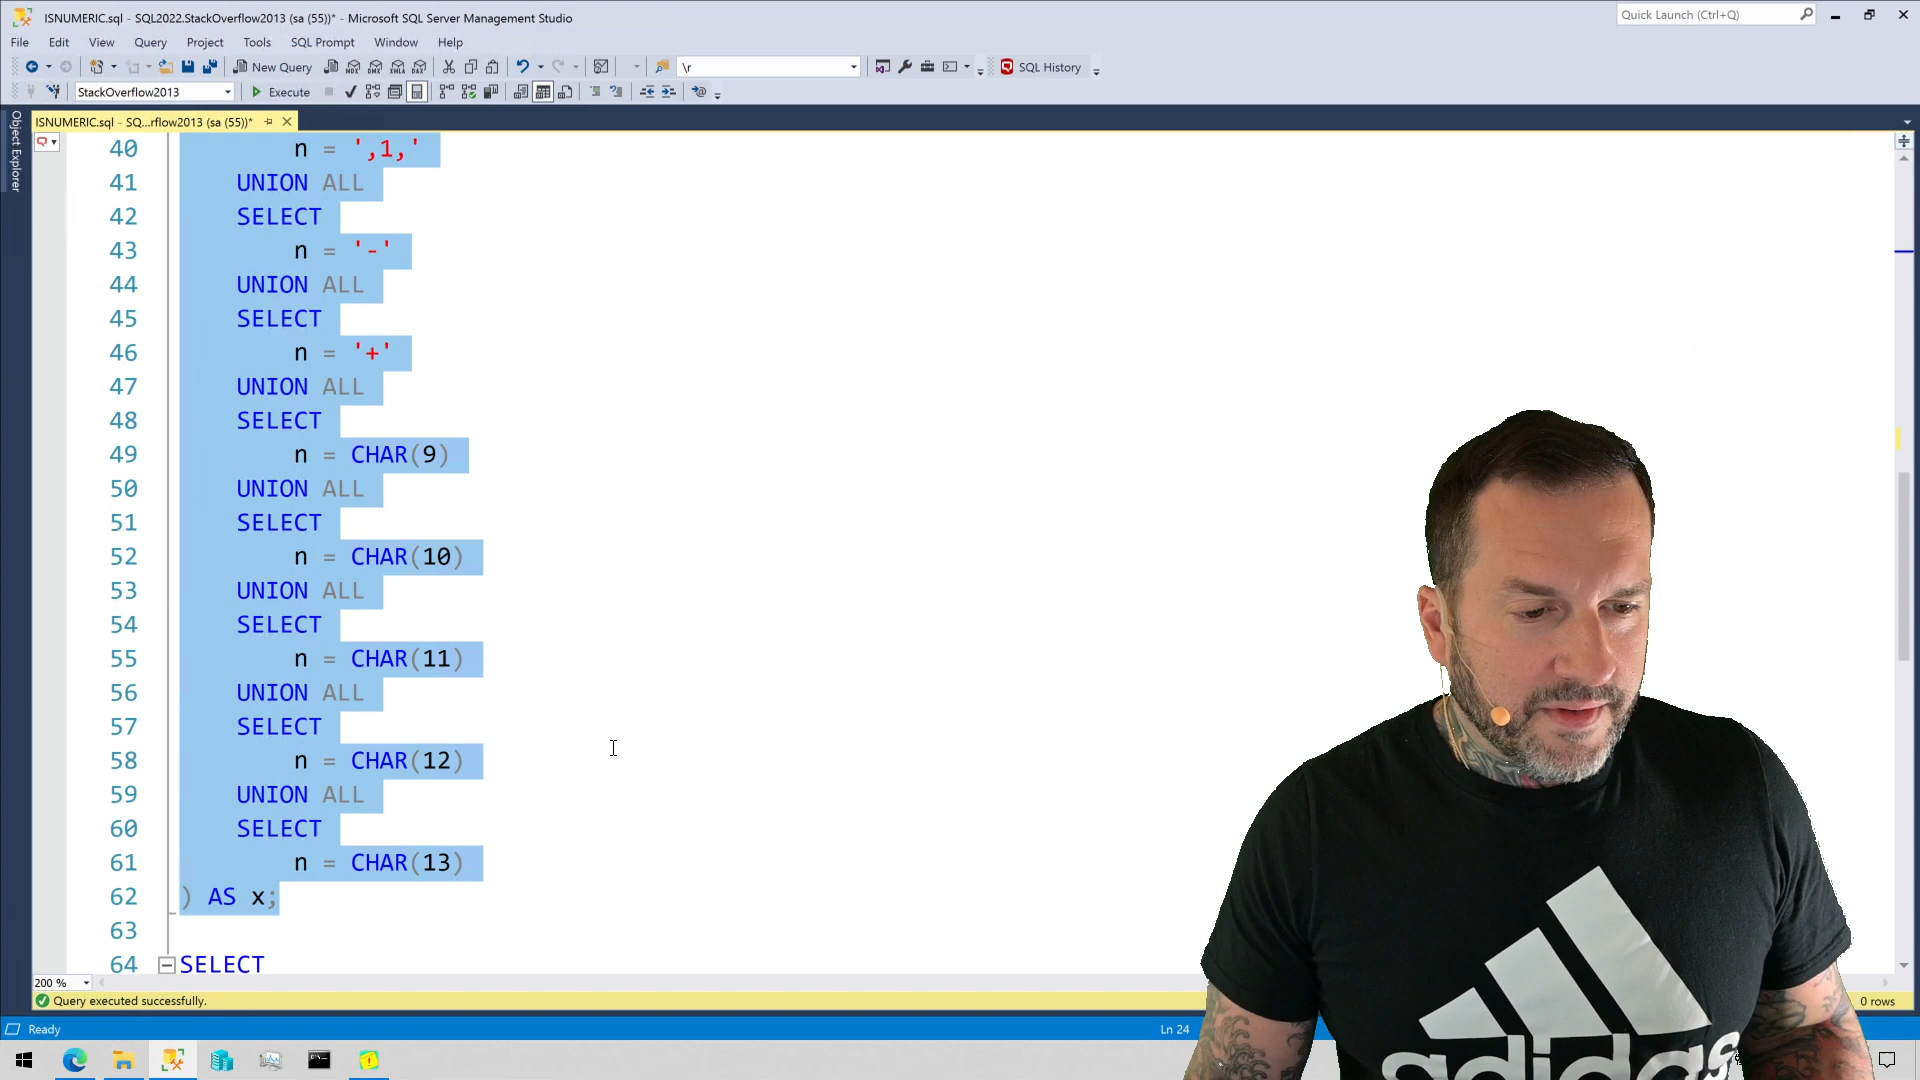 ISNUMERIC.sql - SQL2022.StackOverflow2013 (sa (55))* - Microsoft SQL Server Management Studio
Quick Launch (Ctrl+Q)
File Edit View Query Project Tools SQL Prompt Window Help
New Query MDX DMX XMLA DAX \r SQL History
StackOverflow2013 Execute
ISNUMERIC.sql - SQ...rflow2013 (sa (55))*
Object Explorer
40 n = ',1,'
41 UNION ALL
42 SELECT
43 n = '-'
44 UNION ALL
45 SELECT
46 n = '+'
47 UNION ALL
48 SELECT
49 n = CHAR(9)
50 UNION ALL
51 SELECT
52 n = CHAR(10)
53 UNION ALL
54 SELECT
55 n = CHAR(11)
56 UNION ALL
57 SELECT
58 n = CHAR(12)
59 UNION ALL
60 SELECT
61 n = CHAR(13)
62 ) AS x;
63
64 SELECT
200 %
Query executed successfully.
0 rows
Ready
Ln 24
adidas